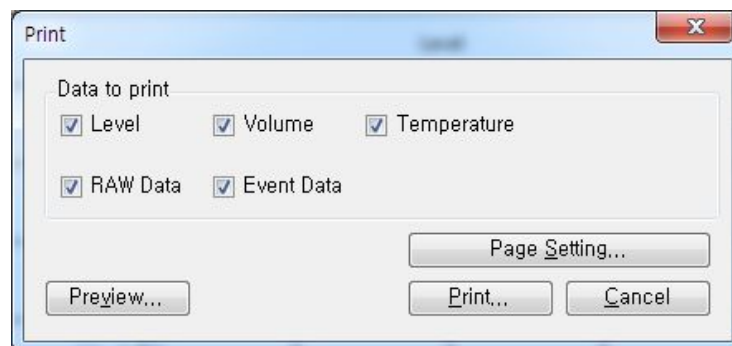 Print
Data to print
Level Volume Temperature
RAW Data Event Data
Page Setting...
Preview... Print... Cancel